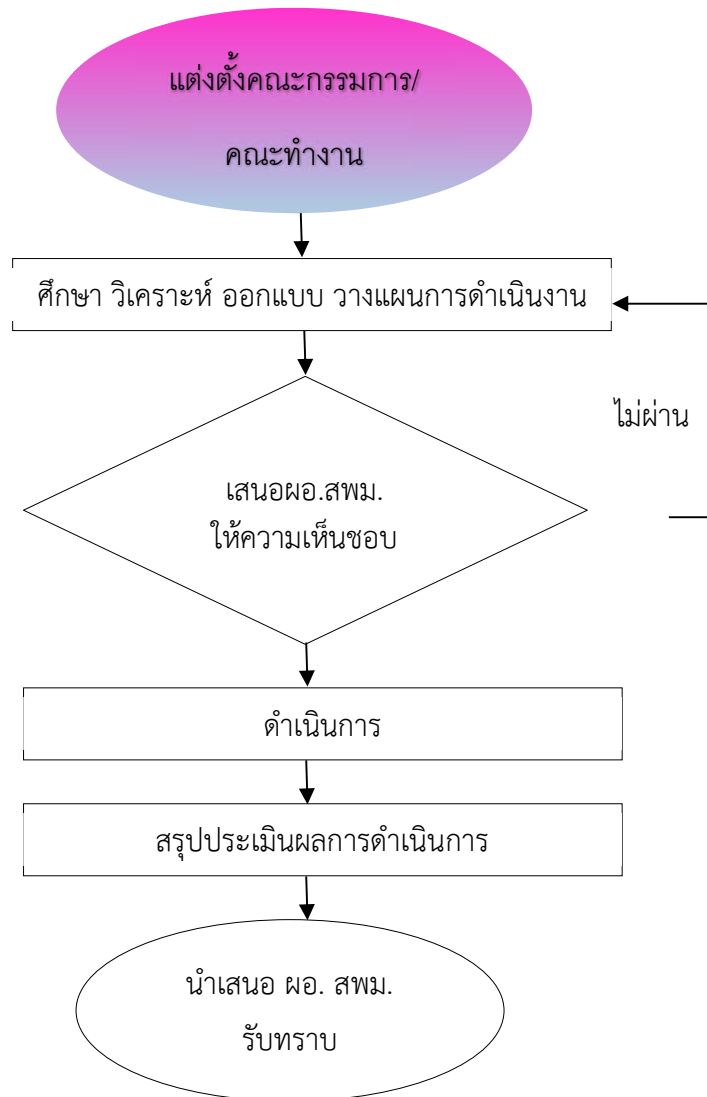 แต่งตั้งคณะกรรมการ/
คณะทำงาน
ศึกษา วิเคราะห์ ออกแบบ วางแผนการดำเนินงาน
ไม่ผ่าน
เสนอผอ.สพม.
ให้ความเห็นชอบ
ดำเนินการ
สรุปประเมินผลการดำเนินการ
นำเสนอ ผอ. สพม.
รับทราบ